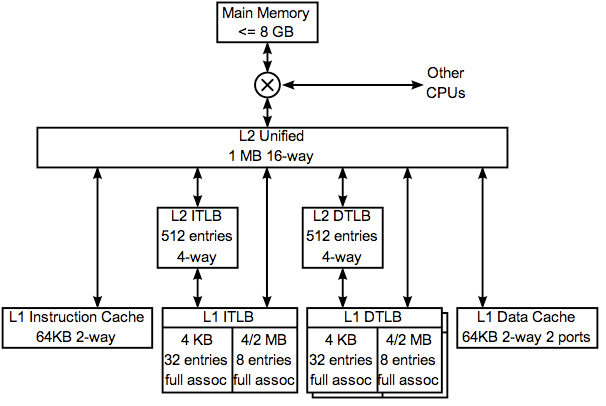 Main Memory
<= 8 GB
Other
CPUs
L2 Unified
1 MB 16-way
L2 ITLB
512 entries
4-way
L2 DTLB
512 entries
4-way
L1 Instruction Cache
64KB 2-way
L1 ITLB
4 KB
32 entries
full assoc
4/2 MB
8 entries
full assoc
L1 DTLB
4 KB
32 entries
full assoc
4/2 MB
8 entries
full assoc
L1 Data Cache
64KB 2-way 2 ports